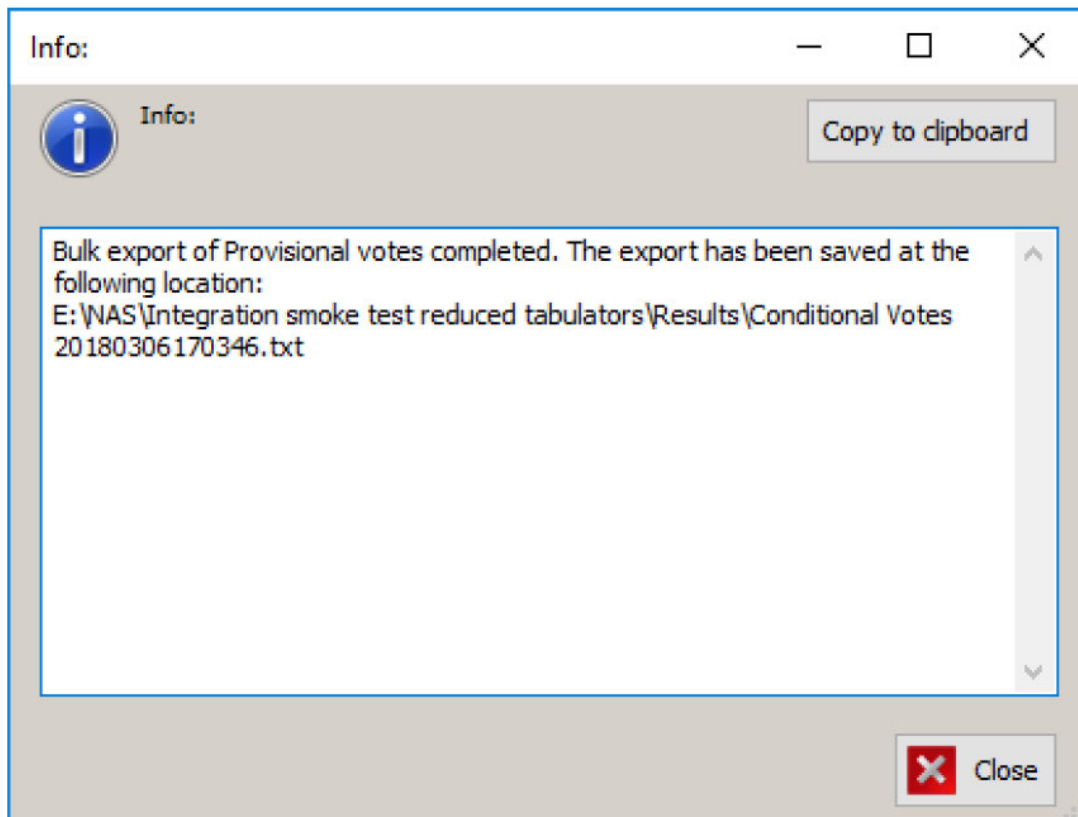 Info:
Info:
Copy to clipboard
Bulk export of Provisional votes completed. The export has been saved at the
following location:
E:\NAS\Integration smoke test reduced tabulators\Results\Conditional Votes
20180306170346.txt
Close